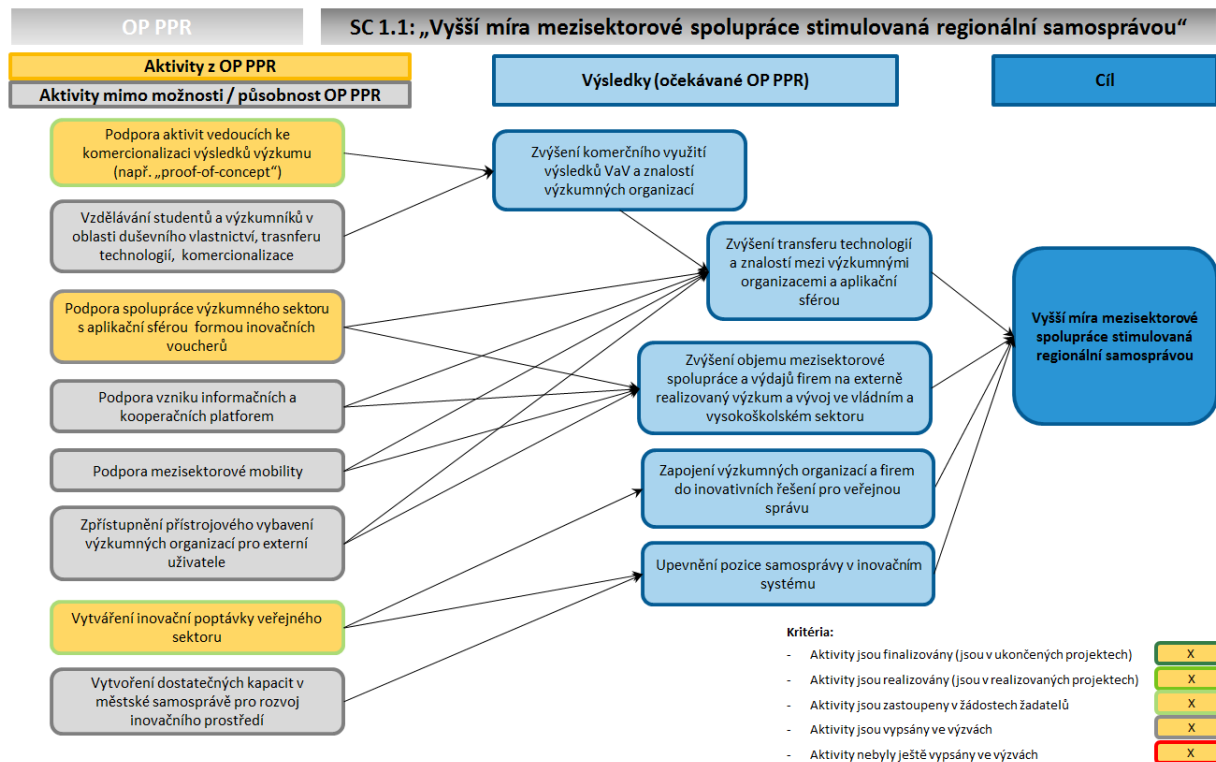 OP PPR
SC 1.1: „Vyšší míra mezisektorové spolupráce stimulovaná regionální samosprávou“
Aktivity z OP PPR
Aktivity mimo možnosti / působnost OP PPR
Výsledky (očekávané OP PPR)
Cíl
Podpora aktivit vedoucích ke
komercionalizaci výsledků výzkumu
(např. „proof-of-concept“)
Vzdělávání studentů a výzkumníků v
oblasti duševního vlastnictví, trasnferu
technologií, komercionalizace
Podpora spolupráce výzkumného sektoru
s aplikační sférou formou inovačních
voucherů
Podpora vzniku informačních a
kooperačních platforem
Podpora mezisektorové mobility
Zpřístupnění přístrojového vybavení
výzkumných organizací pro externí
uživatele
Vytváření inovační poptávky veřejného
sektoru
Vytvoření dostatečných kapacit v
městské samosprávě pro rozvoj
inovačního prostředí
Zvýšení komerčního využití
výsledků VaV a znalostí
výzkumných organizací
Zvýšení transferu technologií
a znalostí mezi výzkumnými
organizacemi a aplikační
sférou
Zvýšení objemu mezisektorové
spolupráce a výdajů firem na externě
realizovaný výzkum a vývoj ve vládním a
vysokoškolském sektoru
Zapojení výzkumných organizací a firem
do inovativních řešení pro veřejnou
správu
Upevnění pozice samosprávy v inovačním
systému
Vyšší míra mezisektorové
spolupráce stimulovaná
regionální samosprávou
Kritéria:
- Aktivity jsou finalizovány (jsou v ukončených projektech) X
- Aktivity jsou realizovány (jsou v realizovaných projektech) X
- Aktivity jsou zastoupeny v žádostech žadatelů X
- Aktivity jsou vypsány ve výzvách X
- Aktivity nebyly ještě vypsány ve výzvách X